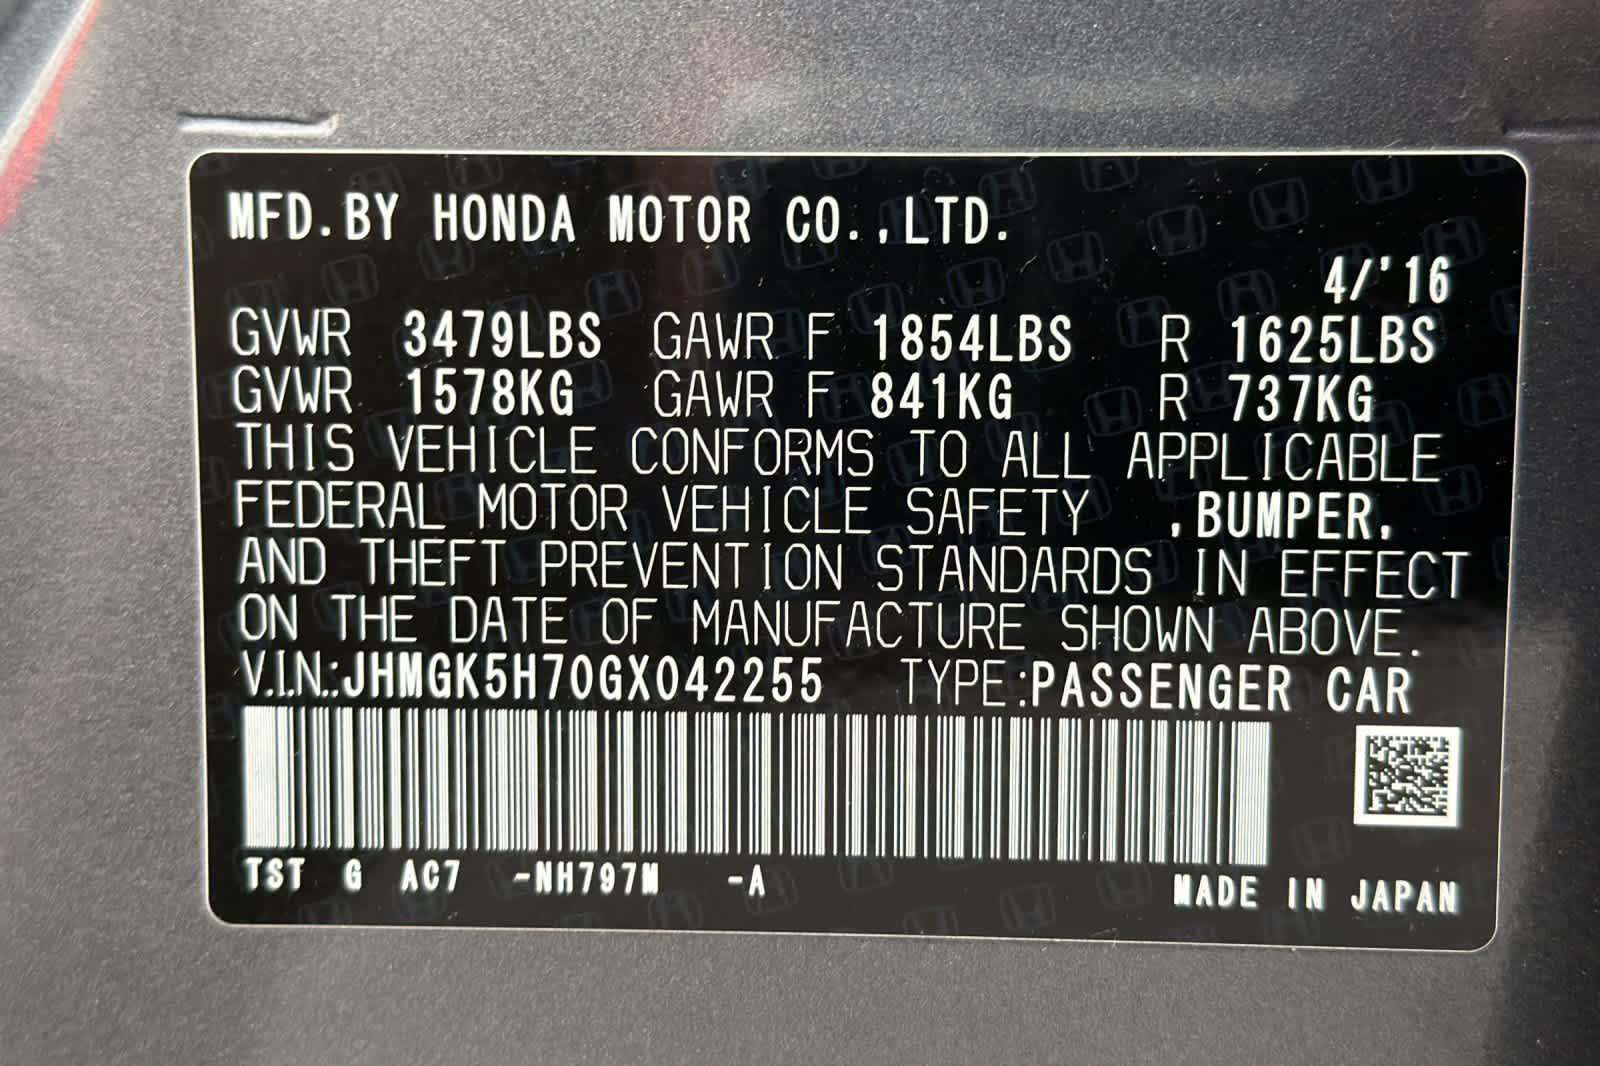 MFD.BY HONDA MOTOR CO.,LTD.
4/'16
GVWR 3479LBS GAWR F 1854LBS R 1625LBS
GVWR 1578KG GAWR F 841KG R 737KG
THIS VEHICLE CONFORMS TO ALL APPLICABLE
FEDERAL MOTOR VEHICLE SAFETY ,BUMPER,
AND THEFT PREVENTION STANDARDS IN EFFECT
ON THE DATE OF MANUFACTURE SHOWN ABOVE.
V.I.N.:JHMGK5H70GX042255 TYPE:PASSENGER CAR
TST G AC7 -NH797M -A
MADE IN JAPAN